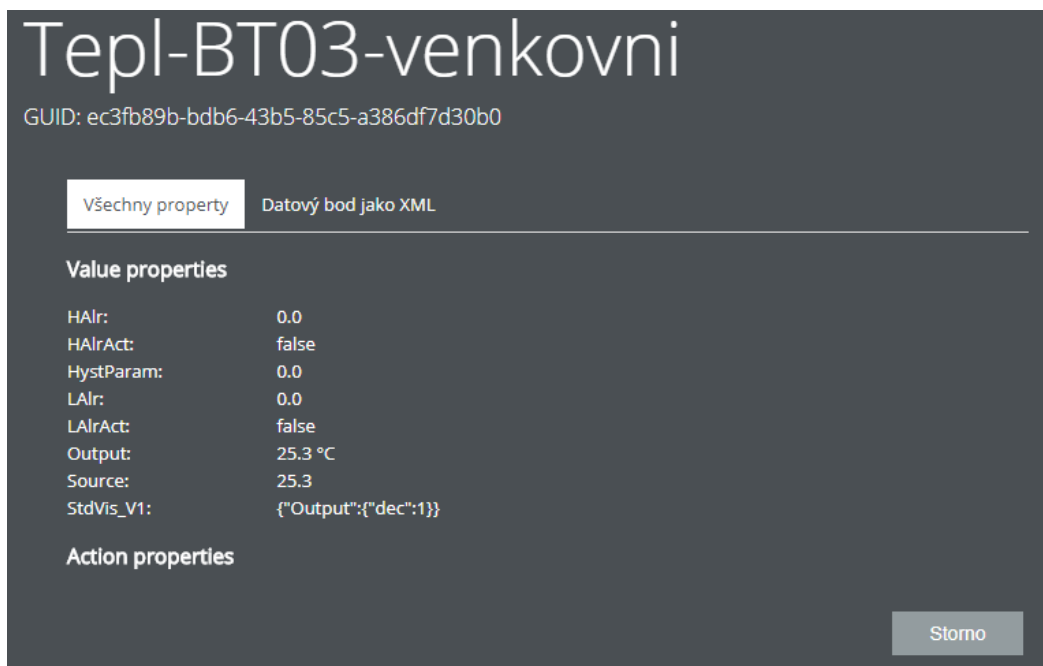 Tepl-BT03-venkovni
GUID: ec3fb89b-bdb6-43b5-85c5-a386df7d30b0
Všechny property Datový bod jako XML
Value properties
HAlr: 0.0
HAlrAct: false
HystParam: 0.0
LAlr: 0.0
LAlrAct: false
Output: 25.3 °C
Source: 25.3
StdVis_V1: {"Output":{"dec":1}}
Action properties
Storno